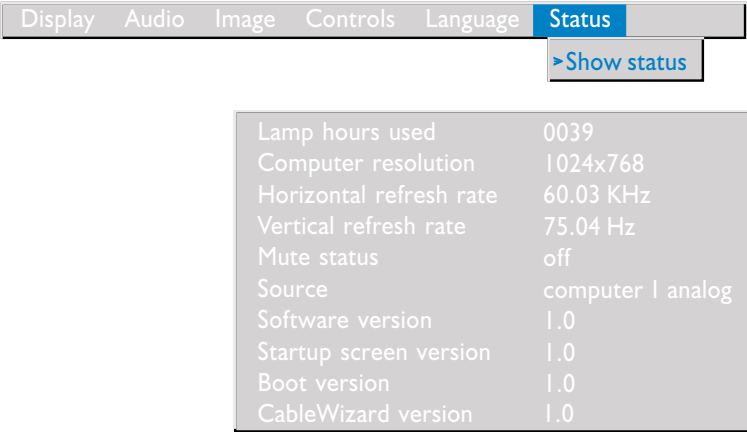 Display Audio Image Controls Language Status
➤Show status
Lamp hours used 0039
Computer resolution 1024x768
Horizontal refresh rate 60.03 KHz
Vertical refresh rate 75.04 Hz
Mute status off
Source computer 1 analog
Software version 1.0
Startup screen version 1.0
Boot version 1.0
CableWizard version 1.0